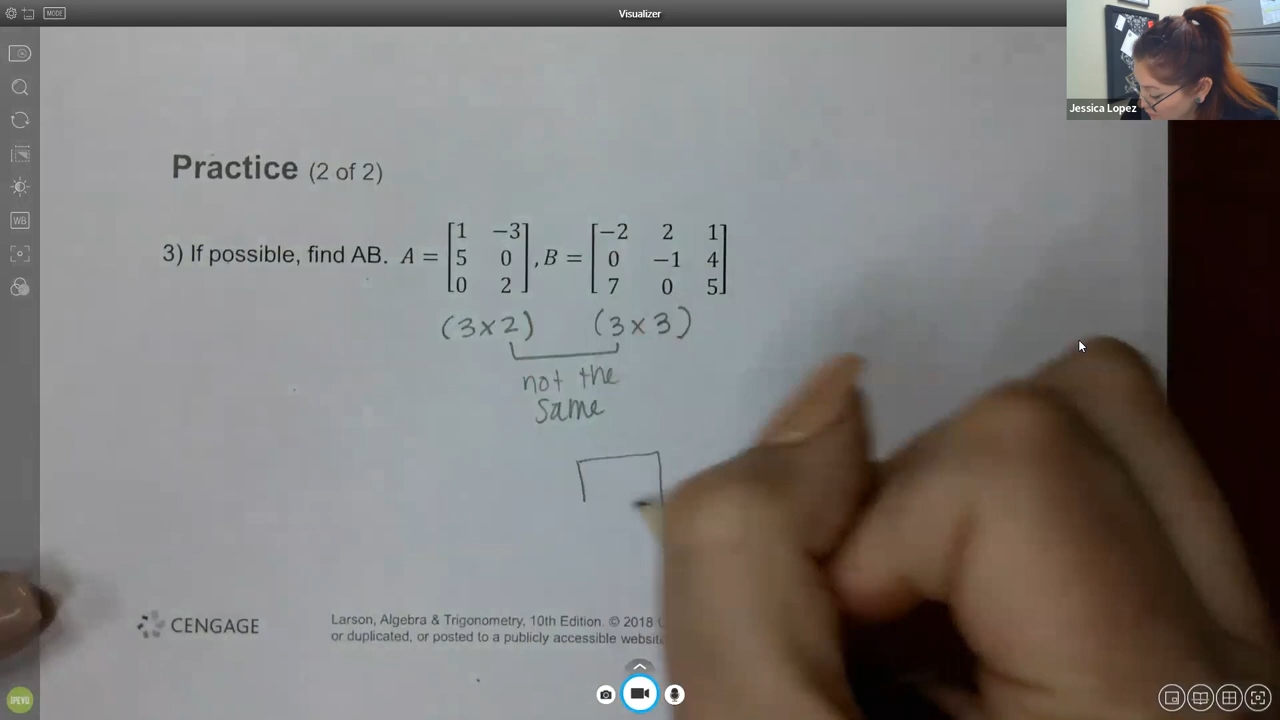 MODE
Visualizer
Jessica Lopez
WB
Practice (2 of 2)
3) If possible, find AB. A = [1 -3 5 0 0 2], B = [-2 2 1 0 -1 4 7 0 5]
(3×2) (3×3)
not the
same
CENGAGE
Larson, Algebra & Trigonometry, 10th Edition. © 2018
or duplicated, or posted to a publicly accessible
IPEVO